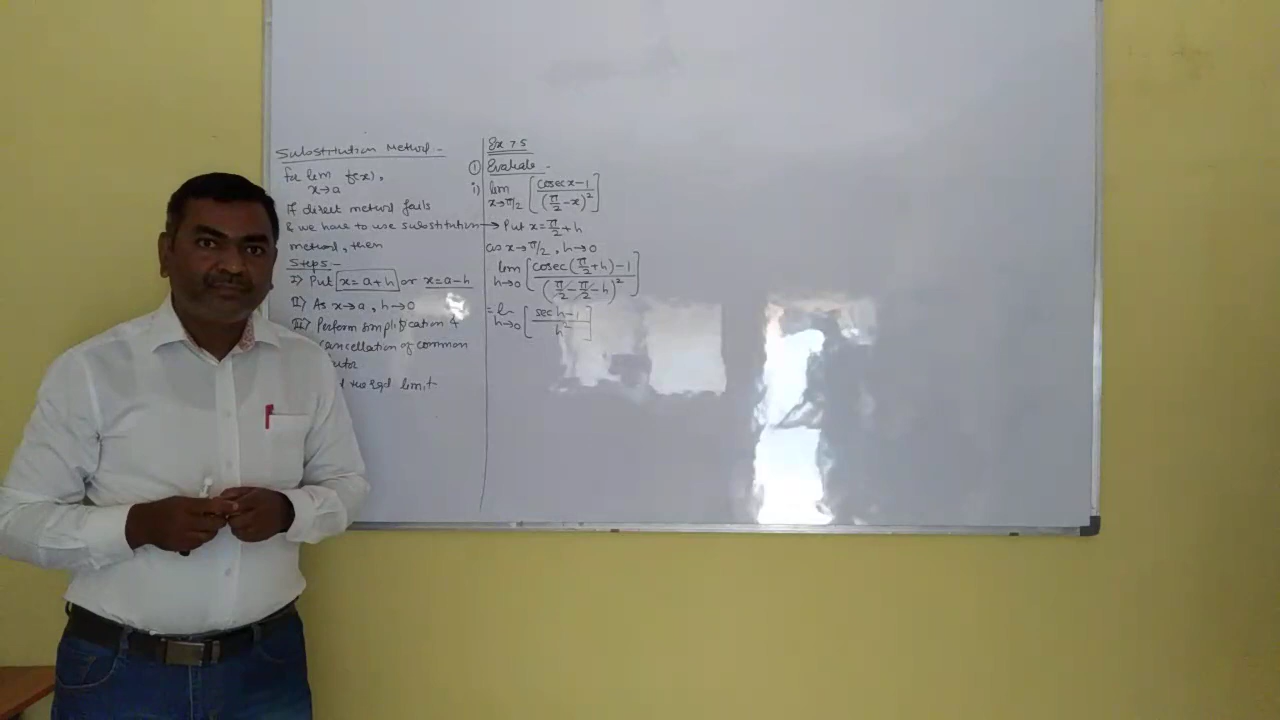 Substitution Method :-
for lim f(x),
x→a
If direct method fails
& we have to use substitution
method, then
Steps :-
I) Put x = a + h or x = a - h
II) As x→a, h→0
III) Perform simplification &
cancellation of common
limit
Ex 7.5
① Evaluate :-
i) lim [ (cosec x - 1) / (π/2 - x)² ]
x→π/2
→ Put x = π/2 + h
as x→π/2, h→0
lim [ (cosec(π/2 + h) - 1) / (π/2 - π/2 - h)² ]
h→0
= lim [ (sec h - 1) / h² ]
h→0